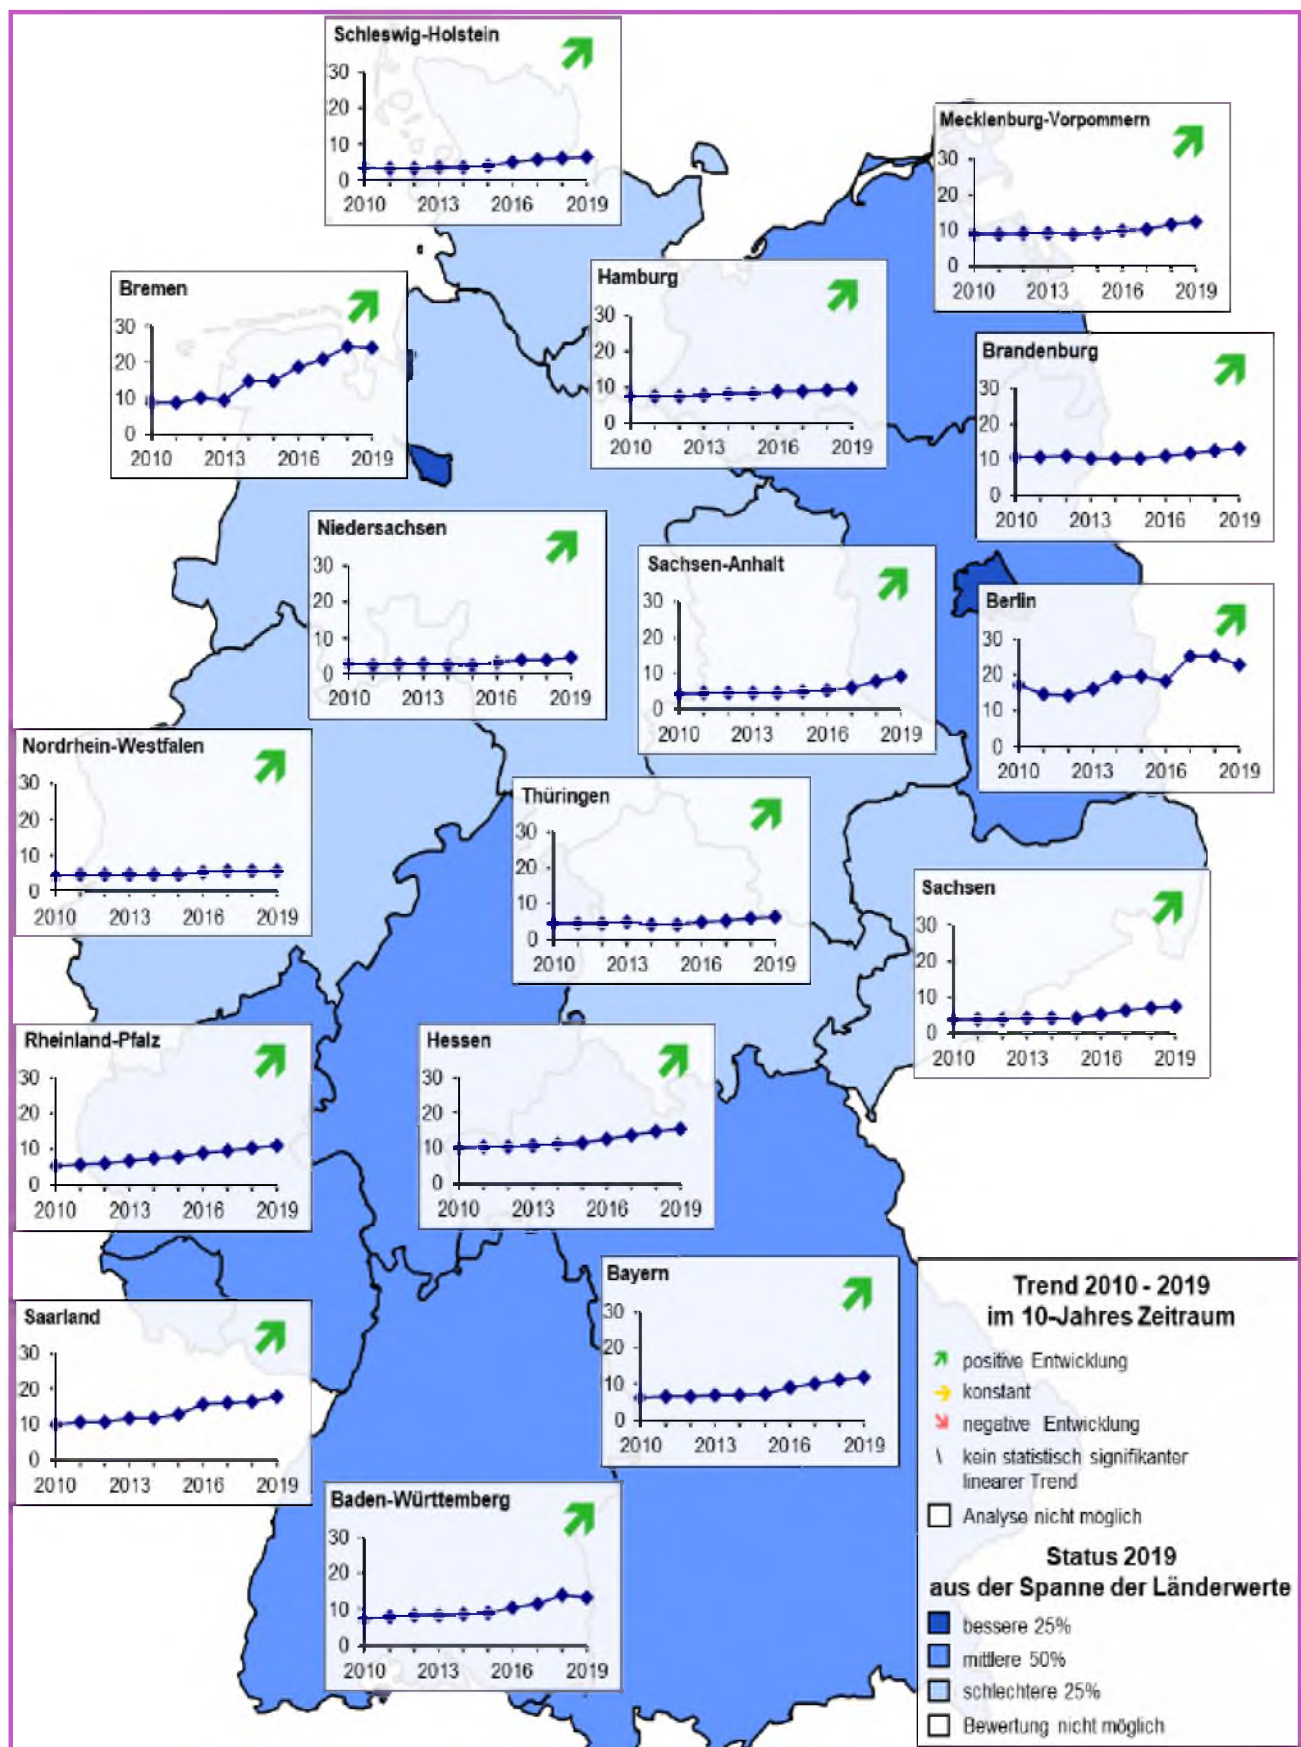 Schleswig-Holstein
30
20
10
0
2010 2013 2016 2019
Mecklenburg-Vorpommern
30
20
10
0
2010 2013 2016 2019
Bremen
30
20
10
0
2010 2013 2016 2019
Hamburg
30
20
10
0
2010 2013 2016 2019
Brandenburg
30
20
10
0
2010 2013 2016 2019
Niedersachsen
30
20
10
0
2010 2013 2016 2019
Sachsen-Anhalt
30
20
10
0
2010 2013 2016 2019
Berlin
30
20
10
0
2010 2013 2016 2019
Nordrhein-Westfalen
30
20
10
0
2010 2013 2016 2019
Thüringen
30
20
10
0
2010 2013 2016 2019
Sachsen
30
20
10
0
2010 2013 2016 2019
Rheinland-Pfalz
30
20
10
0
2010 2013 2016 2019
Hessen
30
20
10
0
2010 2013 2016 2019
Saarland
30
20
10
0
2010 2013 2016 2019
Bayern
30
20
10
0
2010 2013 2016 2019
Baden-Württemberg
30
20
10
0
2010 2013 2016 2019
Trend 2010 - 2019
im 10-Jahres Zeitraum
positive Entwicklung
konstant
negative Entwicklung
kein statistisch signifikanter
linearer Trend
Analyse nicht möglich
Status 2019
aus der Spanne der Länderwerte
bessere 25%
mittlere 50%
schlechtere 25%
Bewertung nicht möglich